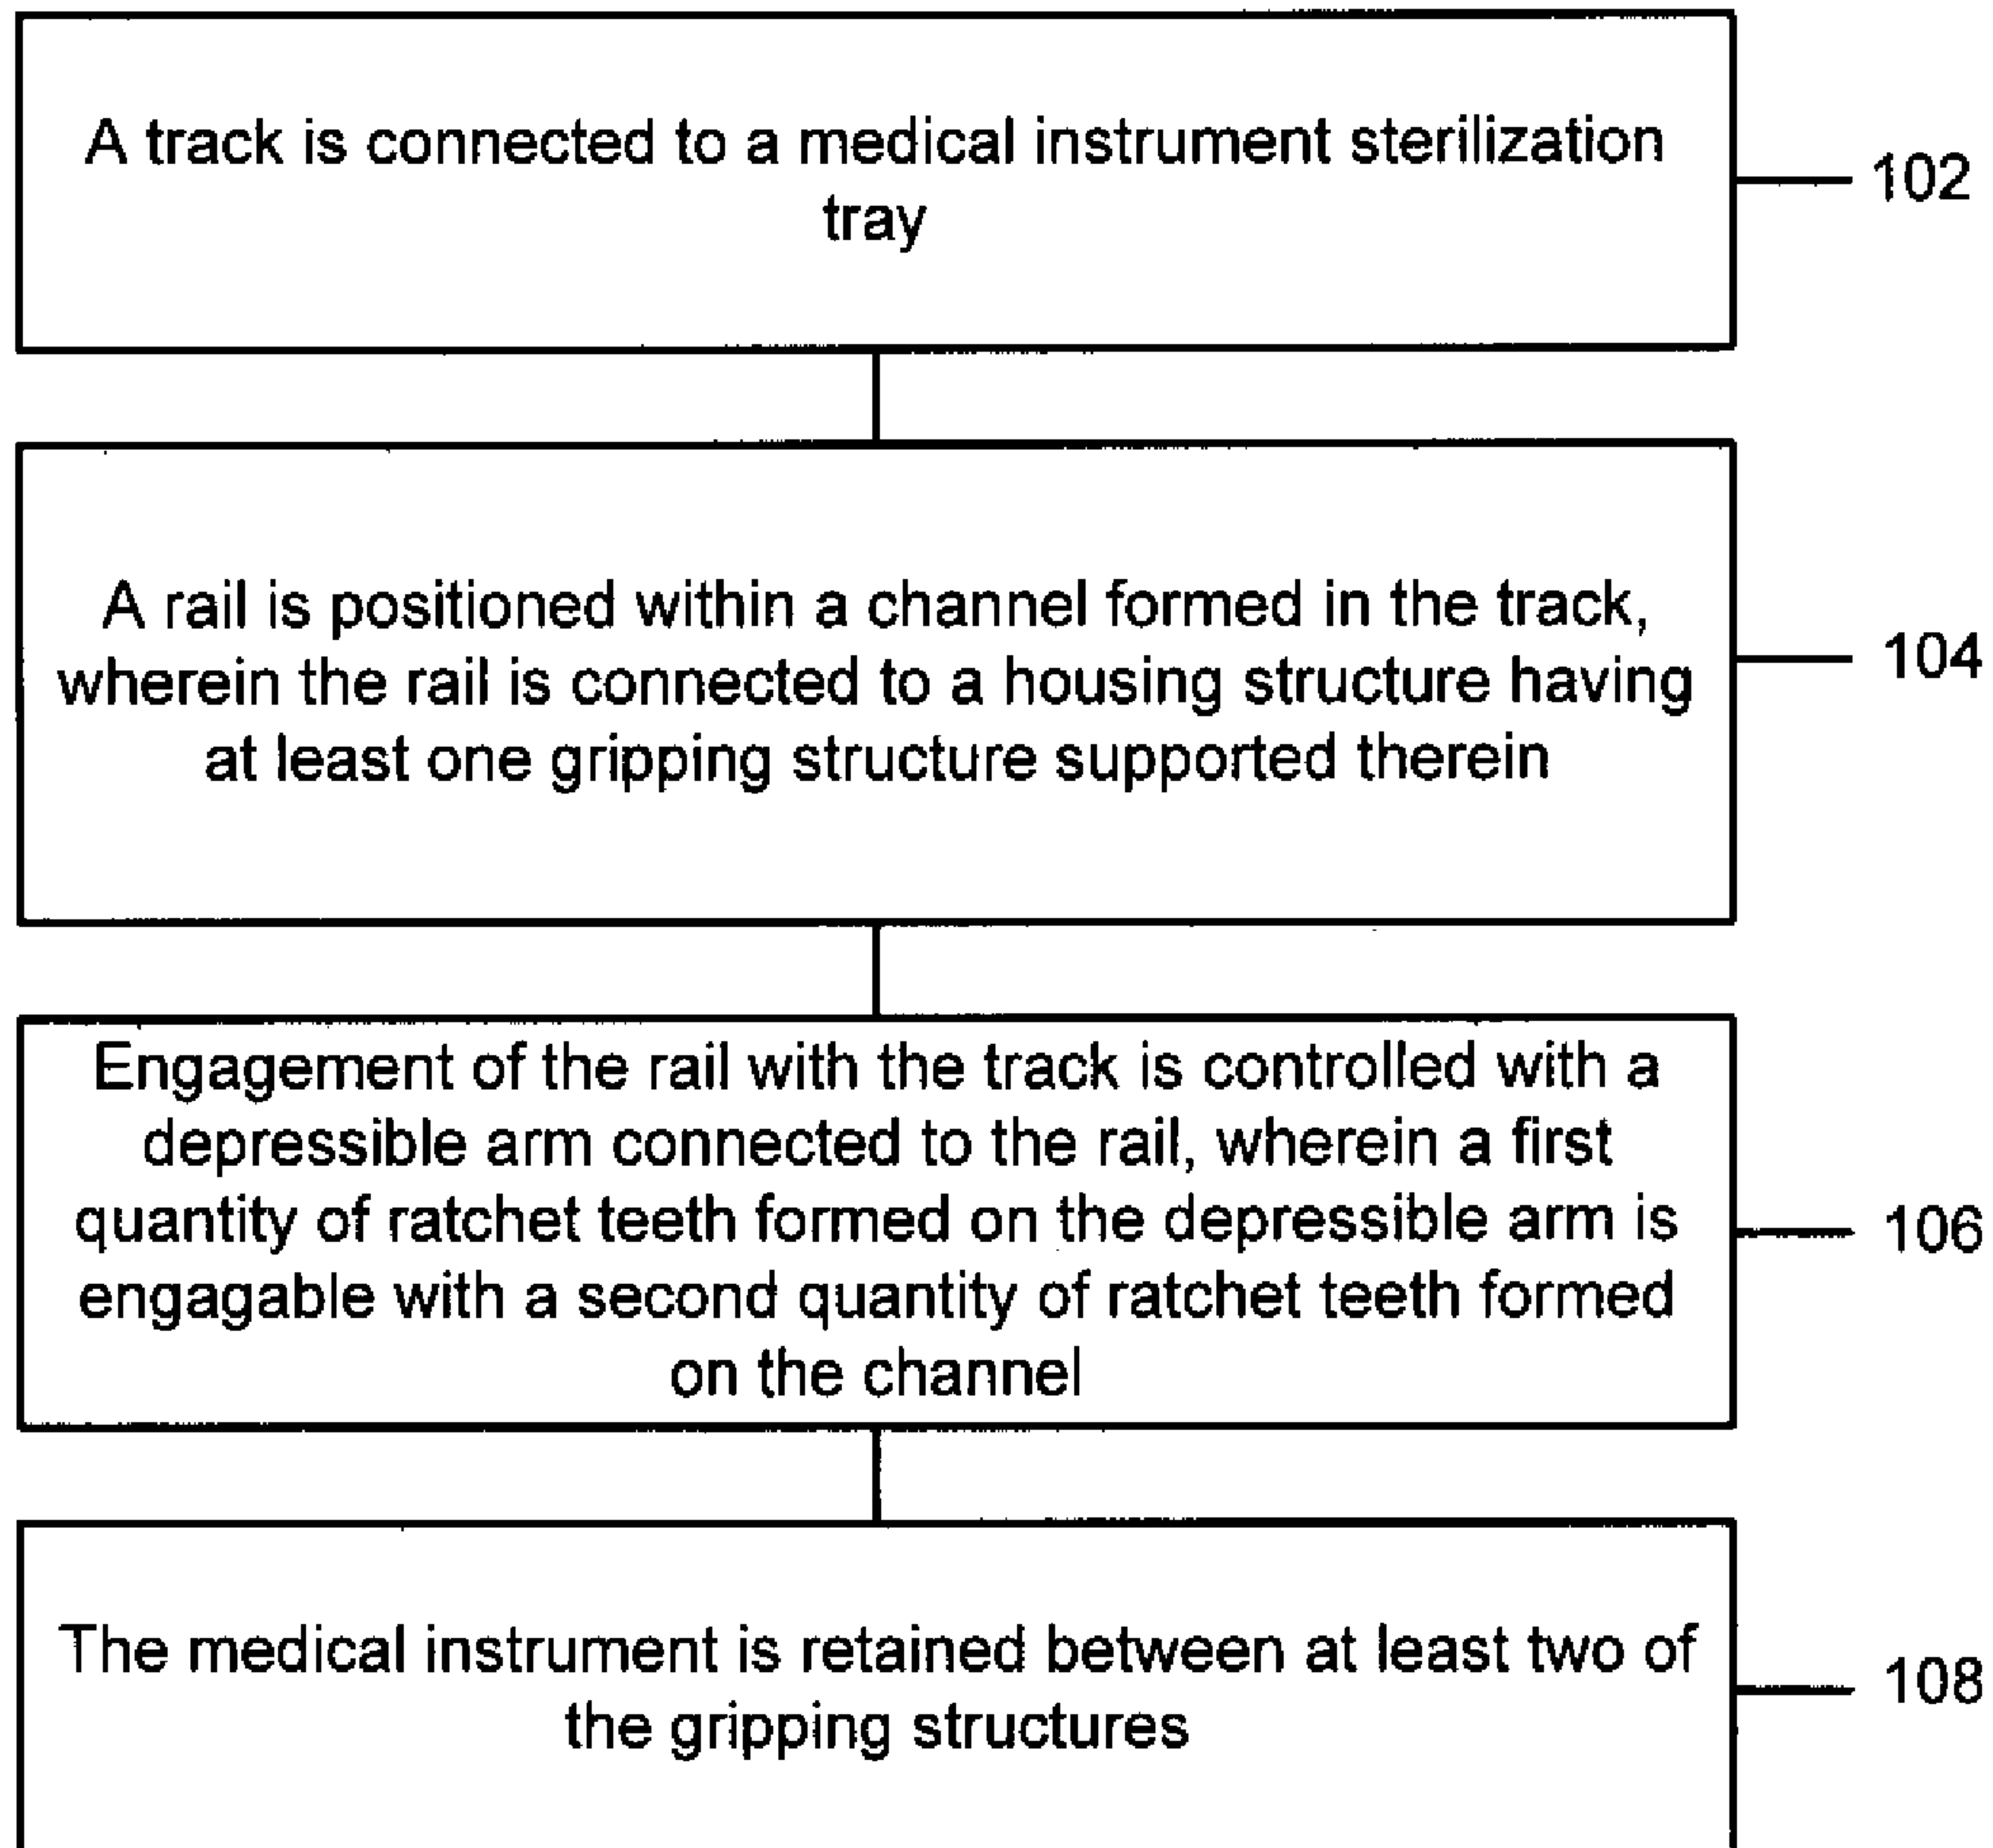 A track is connected to a medical instrument sterilization
tray
102
A rail is positioned within a channel formed in the track,
wherein the rail is connected to a housing structure having
at least one gripping structure supported therein
104
Engagement of the rail with the track is controlled with a
depressible arm connected to the rail, wherein a first
quantity of ratchet teeth formed on the depressible arm is
engagable with a second quantity of ratchet teeth formed
on the channel
106
The medical instrument is retained between at least two of
the gripping structures
108